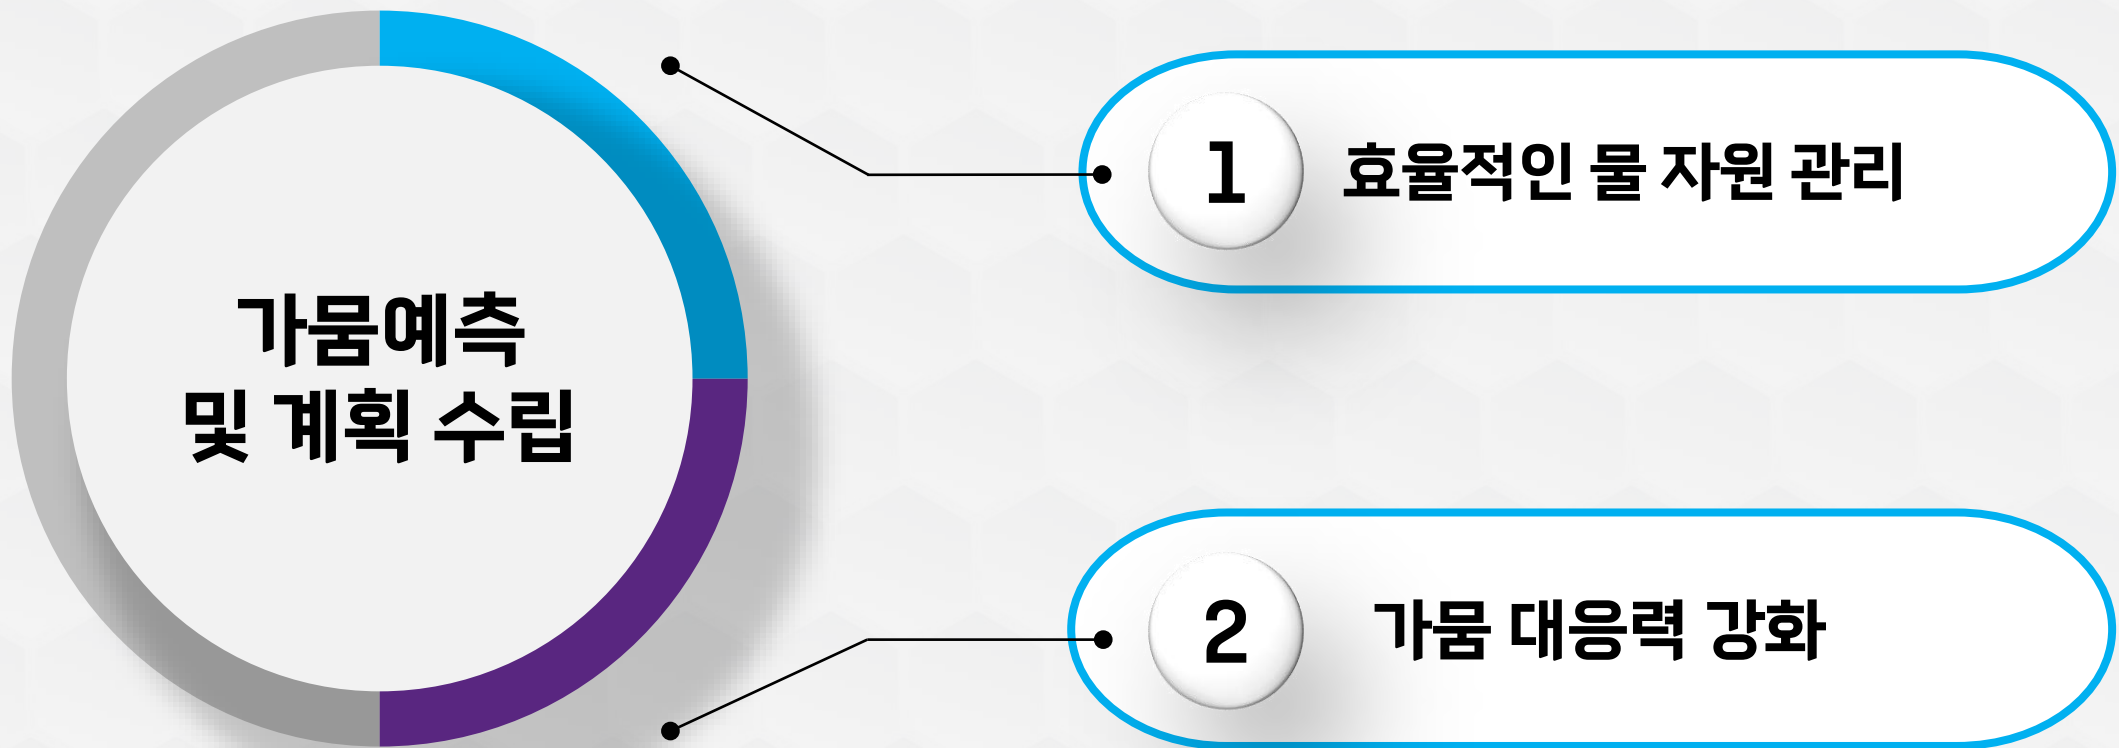 가뭄예측
및 계획 수립
1 효율적인 물 자원 관리
2 가뭄 대응력 강화